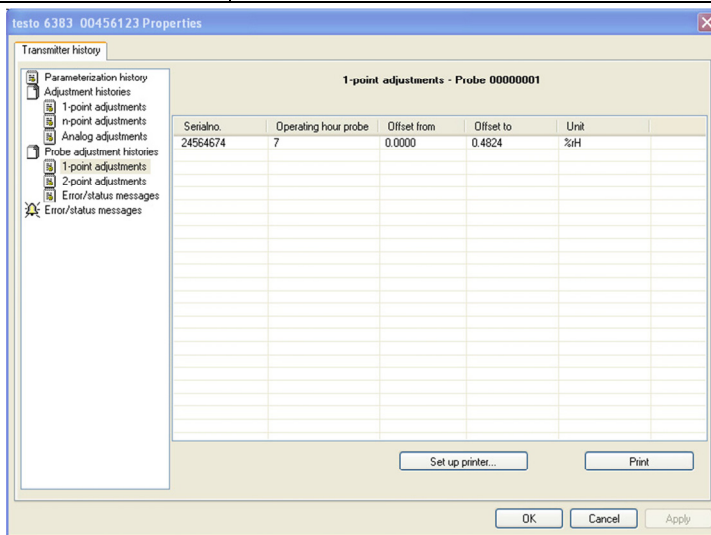 testo 6383 00456123 Properties
Transmitter history
Parameterization history
Adjustment histories
1-point adjustments
n-point adjustments
Analog adjustments
Probe adjustment histories
1-point adjustments
2-point adjustments
Error/status messages
Error/status messages
1-point adjustments - Probe 00000001
Serialno. Operating hour probe Offset from Offset to Unit
24564674 7 0.0000 0.4824 %rH
Set up printer... Print
OK Cancel Apply